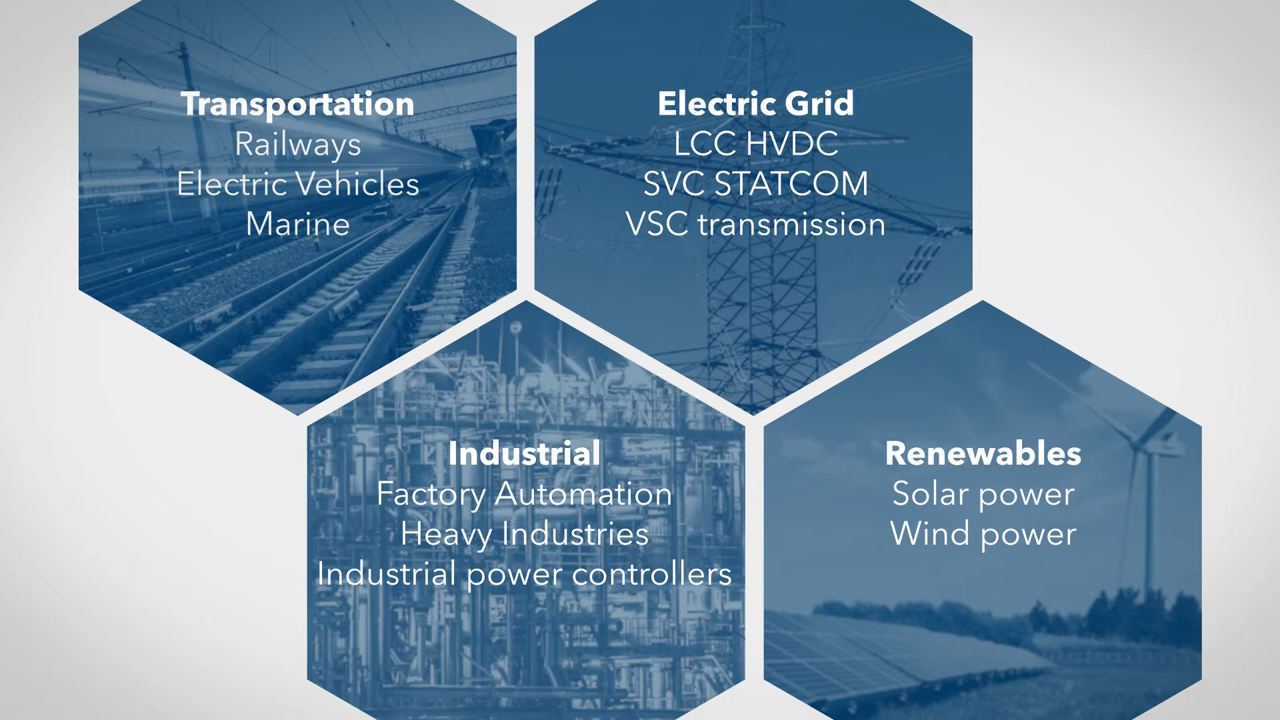 Transportation
Railways
Electric Vehicles
Marine
Electric Grid
LCC HVDC
SVC STATCOM
VSC transmission
Industrial
Factory Automation
Heavy Industries
Industrial power controllers
Renewables
Solar power
Wind power